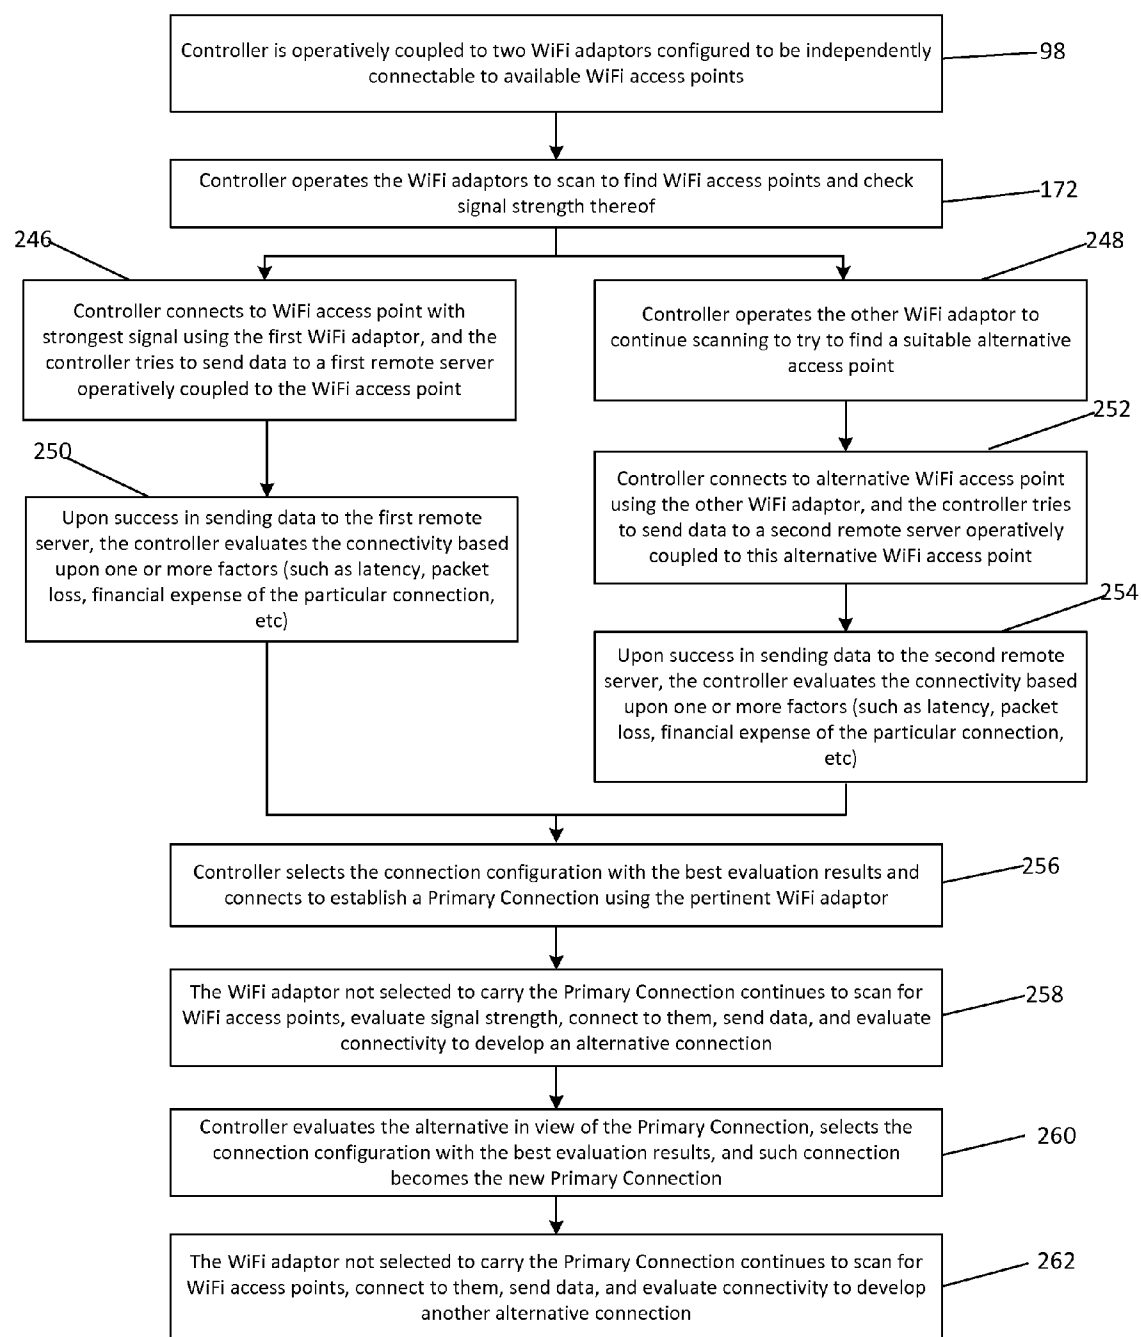 Controller is operatively coupled to two WiFi adaptors configured to be independently
connectable to available WiFi access points
98
Controller operates the WiFi adaptors to scan to find WiFi access points and check
signal strength thereof
172
246
248
Controller connects to WiFi access point with
strongest signal using the first WiFi adaptor, and the
controller tries to send data to a first remote server
operatively coupled to the WiFi access point
Controller operates the other WiFi adaptor to
continue scanning to try to find a suitable alternative
access point
250
252
Upon success in sending data to the first remote
server, the controller evaluates the connectivity based
upon one or more factors (such as latency, packet
loss, financial expense of the particular connection,
etc)
Controller connects to alternative WiFi access point
using the other WiFi adaptor, and the controller tries
to send data to a second remote server operatively
coupled to this alternative WiFi access point
254
Upon success in sending data to the second remote
server, the controller evaluates the connectivity based
upon one or more factors (such as latency, packet
loss, financial expense of the particular connection,
etc)
Controller selects the connection configuration with the best evaluation results and
connects to establish a Primary Connection using the pertinent WiFi adaptor
256
The WiFi adaptor not selected to carry the Primary Connection continues to scan for
WiFi access points, evaluate signal strength, connect to them, send data, and evaluate
connectivity to develop an alternative connection
258
Controller evaluates the alternative in view of the Primary Connection, selects the
connection configuration with the best evaluation results, and such connection
becomes the new Primary Connection
260
The WiFi adaptor not selected to carry the Primary Connection continues to scan for
WiFi access points, connect to them, send data, and evaluate connectivity to develop
another alternative connection
262